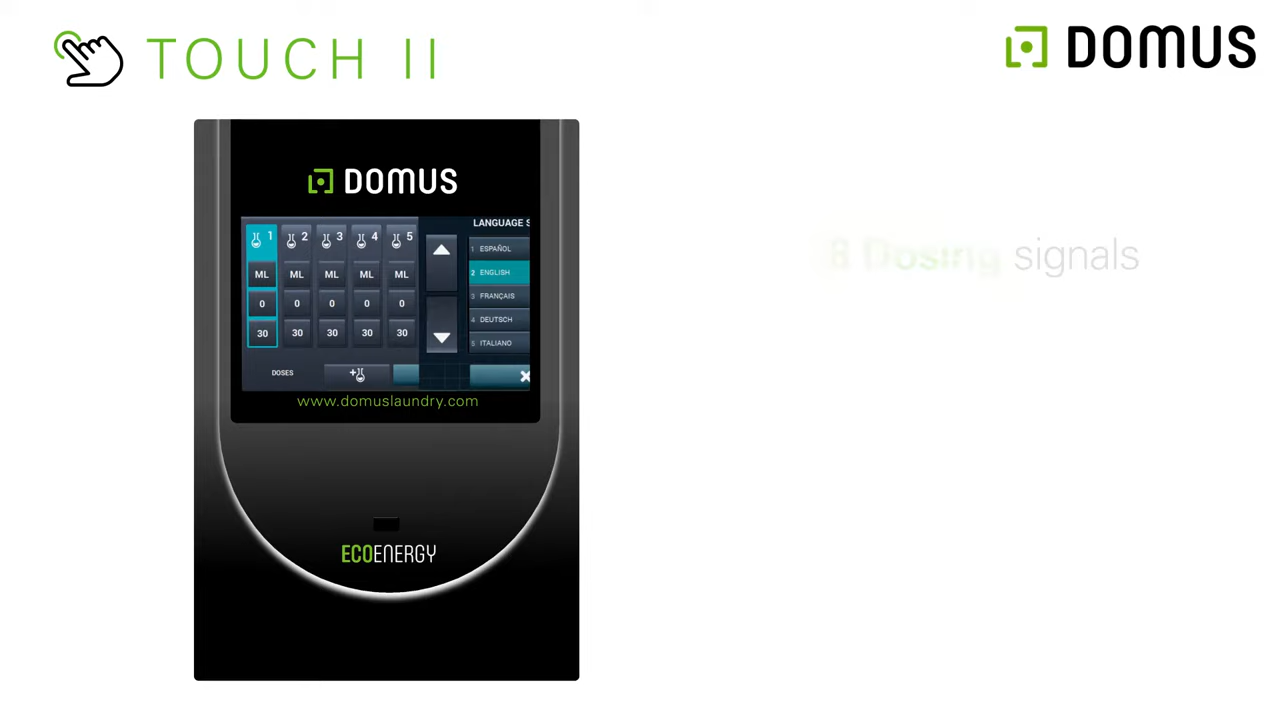 TOUCH II
DOMUS
DOMUS
1 2 3 4 5
ML ML ML ML ML
0 0 0 0 0
30 30 30 30 30
DOSES
+
LANGUAGE S
1 ESPAÑOL
2 ENGLISH
3 FRANÇAIS
4 DEUTSCH
5 ITALIANO
www.domuslaundry.com
ECOENERGY
8 Dosing signals